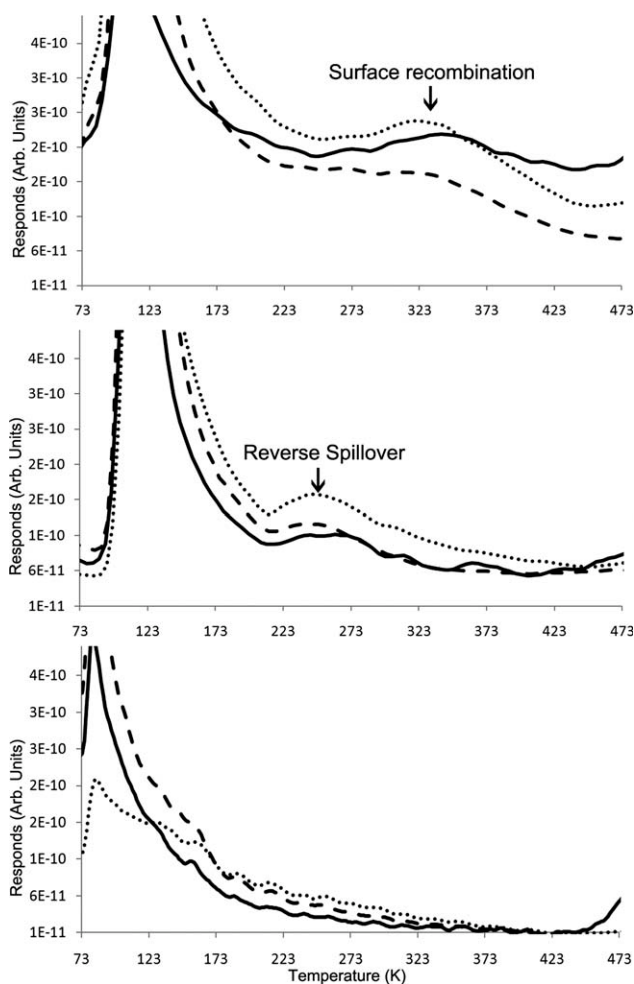 Responds (Arb. Units)
4E-10
3E-10
3E-10
2E-10
2E-10
1E-10
6E-11
1E-11
Surface recombination
73 123 173 223 273 323 373 423 473
Responds (Arb. Units)
4E-10
3E-10
3E-10
2E-10
2E-10
1E-10
6E-11
1E-11
Reverse Spillover
73 123 173 223 273 323 373 423 473
Responds (Arb. Units)
4E-10
3E-10
3E-10
2E-10
2E-10
1E-10
6E-11
1E-11
73 123 173 223 273 323 373 423 473
Temperature (K)